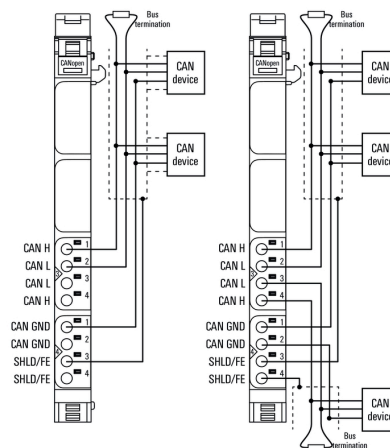 Bus
termination
CANopen
CAN
device
CAN
device
CAN H
CAN L
CAN L
CAN H
1
2
3
4
CAN GND
CAN GND
SHLD/FE
SHLD/FE
1
2
3
4
Bus
termination
CANopen
CAN
device
CAN
device
CAN H
CAN L
CAN L
CAN H
1
2
3
4
CAN GND
CAN GND
SHLD/FE
SHLD/FE
1
2
3
4
CAN
device
Bus
termination